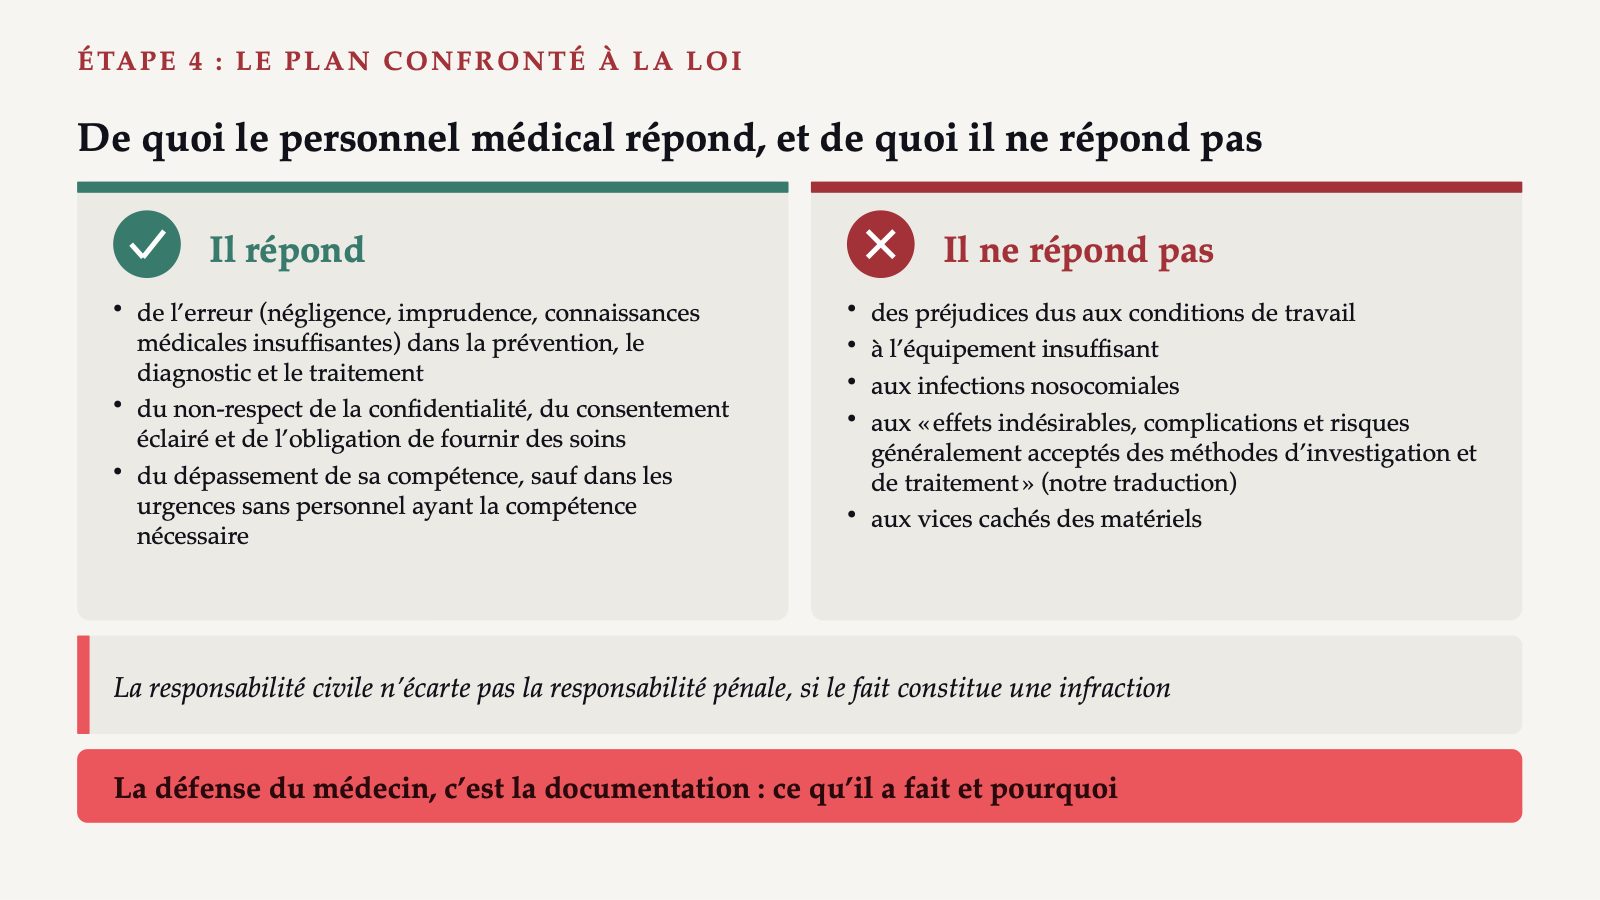 ÉTAPE 4 : LE PLAN CONFRONTÉ À LA LOI
De quoi le personnel médical répond, et de quoi il ne répond pas
Il répond
• de l’erreur (négligence, imprudence, connaissances
médicales insuffisantes) dans la prévention, le
diagnostic et le traitement
• du non-respect de la confidentialité, du consentement
éclairé et de l’obligation de fournir des soins
• du dépassement de sa compétence, sauf dans les
urgences sans personnel ayant la compétence
nécessaire
Il ne répond pas
• des préjudices dus aux conditions de travail
• à l’équipement insuffisant
• aux infections nosocomiales
• aux « effets indésirables, complications et risques
généralement acceptés des méthodes d’investigation et
de traitement » (notre traduction)
• aux vices cachés des matériels
La responsabilité civile n’écarte pas la responsabilité pénale, si le fait constitue une infraction
La défense du médecin, c’est la documentation : ce qu’il a fait et pourquoi